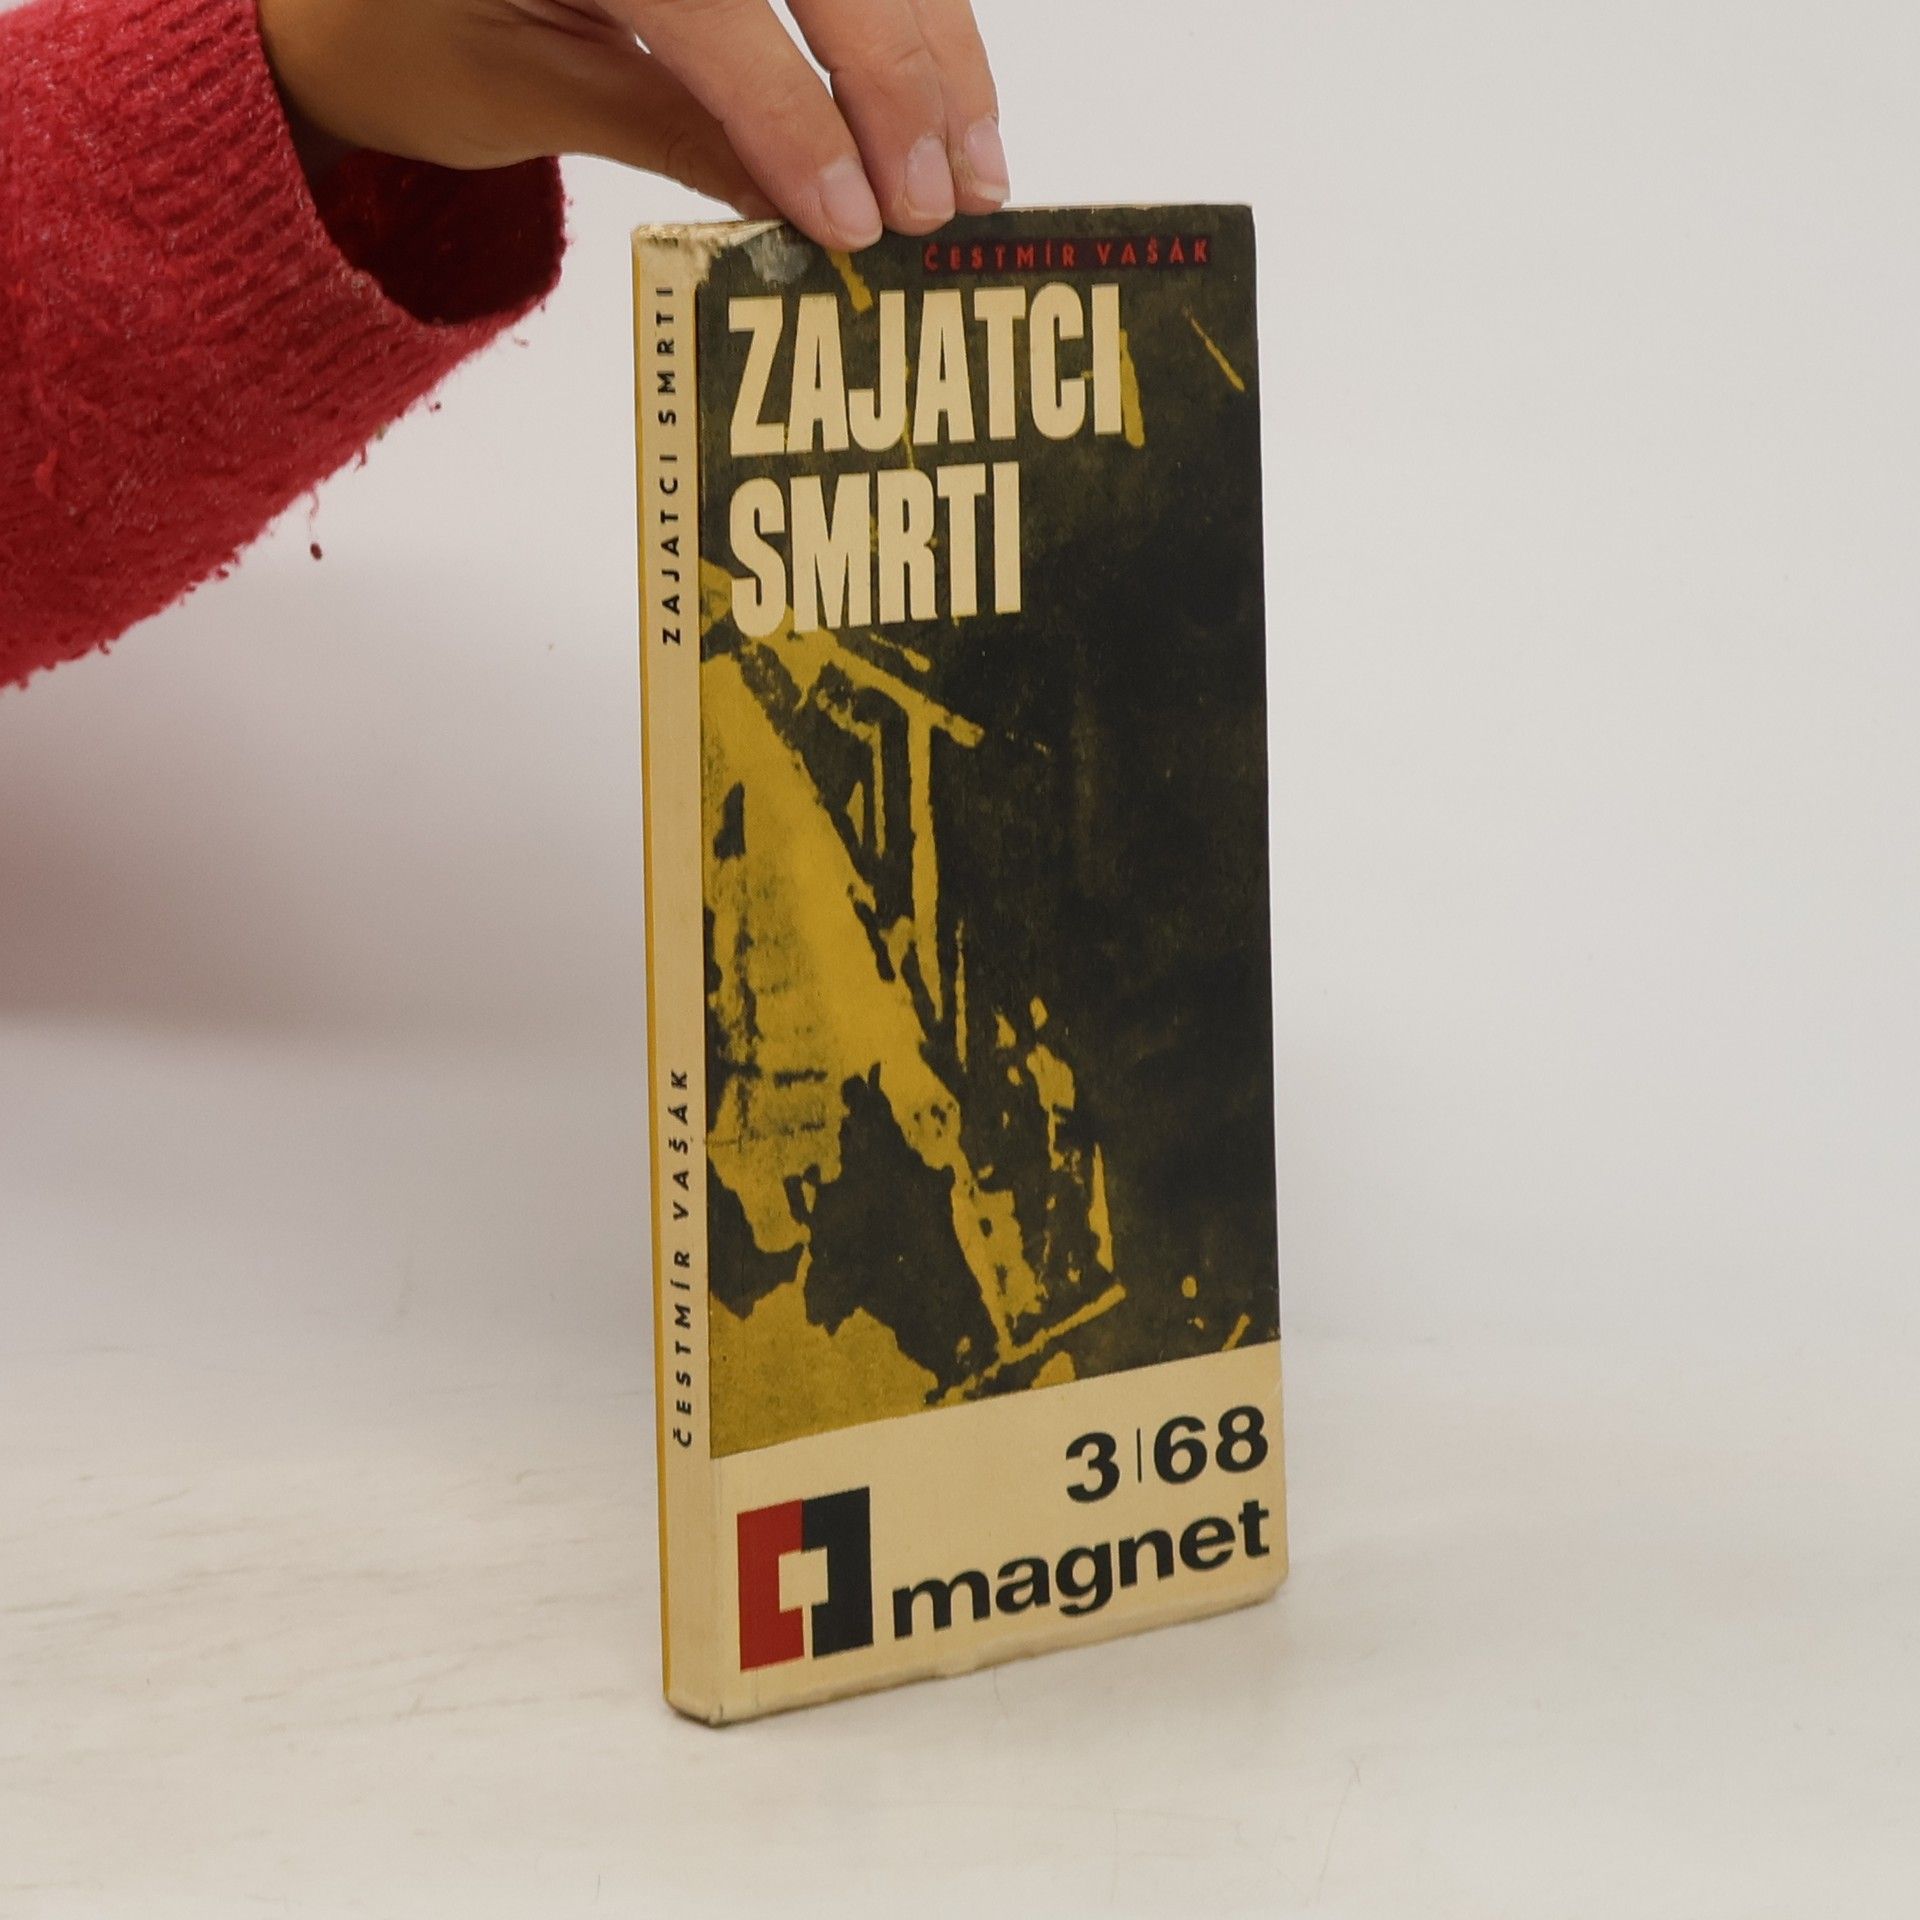 ČESTMÍR VAŠÁK
ZAJATCI
SMRTI
ZAJATCI SMRTI
ČESTMÍR VAŠÁK
3|68
magnet